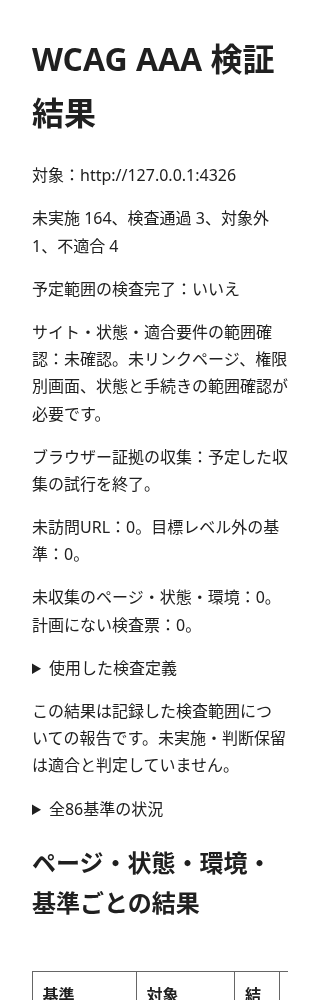 WCAG AAA 検証
結果
対象：http://127.0.0.1:4326
未実施 164、検査通過 3、対象外
1、不適合 4
予定範囲の検査完了：いいえ
サイト・状態・適合要件の範囲確
認：未確認。未リンクページ、権限
別画面、状態と手続きの範囲確認が
必要です。
ブラウザー証拠の収集：予定した収
集の試行を終了。
未訪問URL：0。目標レベル外の基
準：0。
未収集のページ・状態・環境：0。
計画にない検査票：0。
▶ 使用した検査定義
この結果は記録した検査範囲につ
いての報告です。未実施・判断保留
は適合と判定していません。
▶ 全86基準の状況
ページ・状態・環境・
基準ごとの結果
基準 対象 結